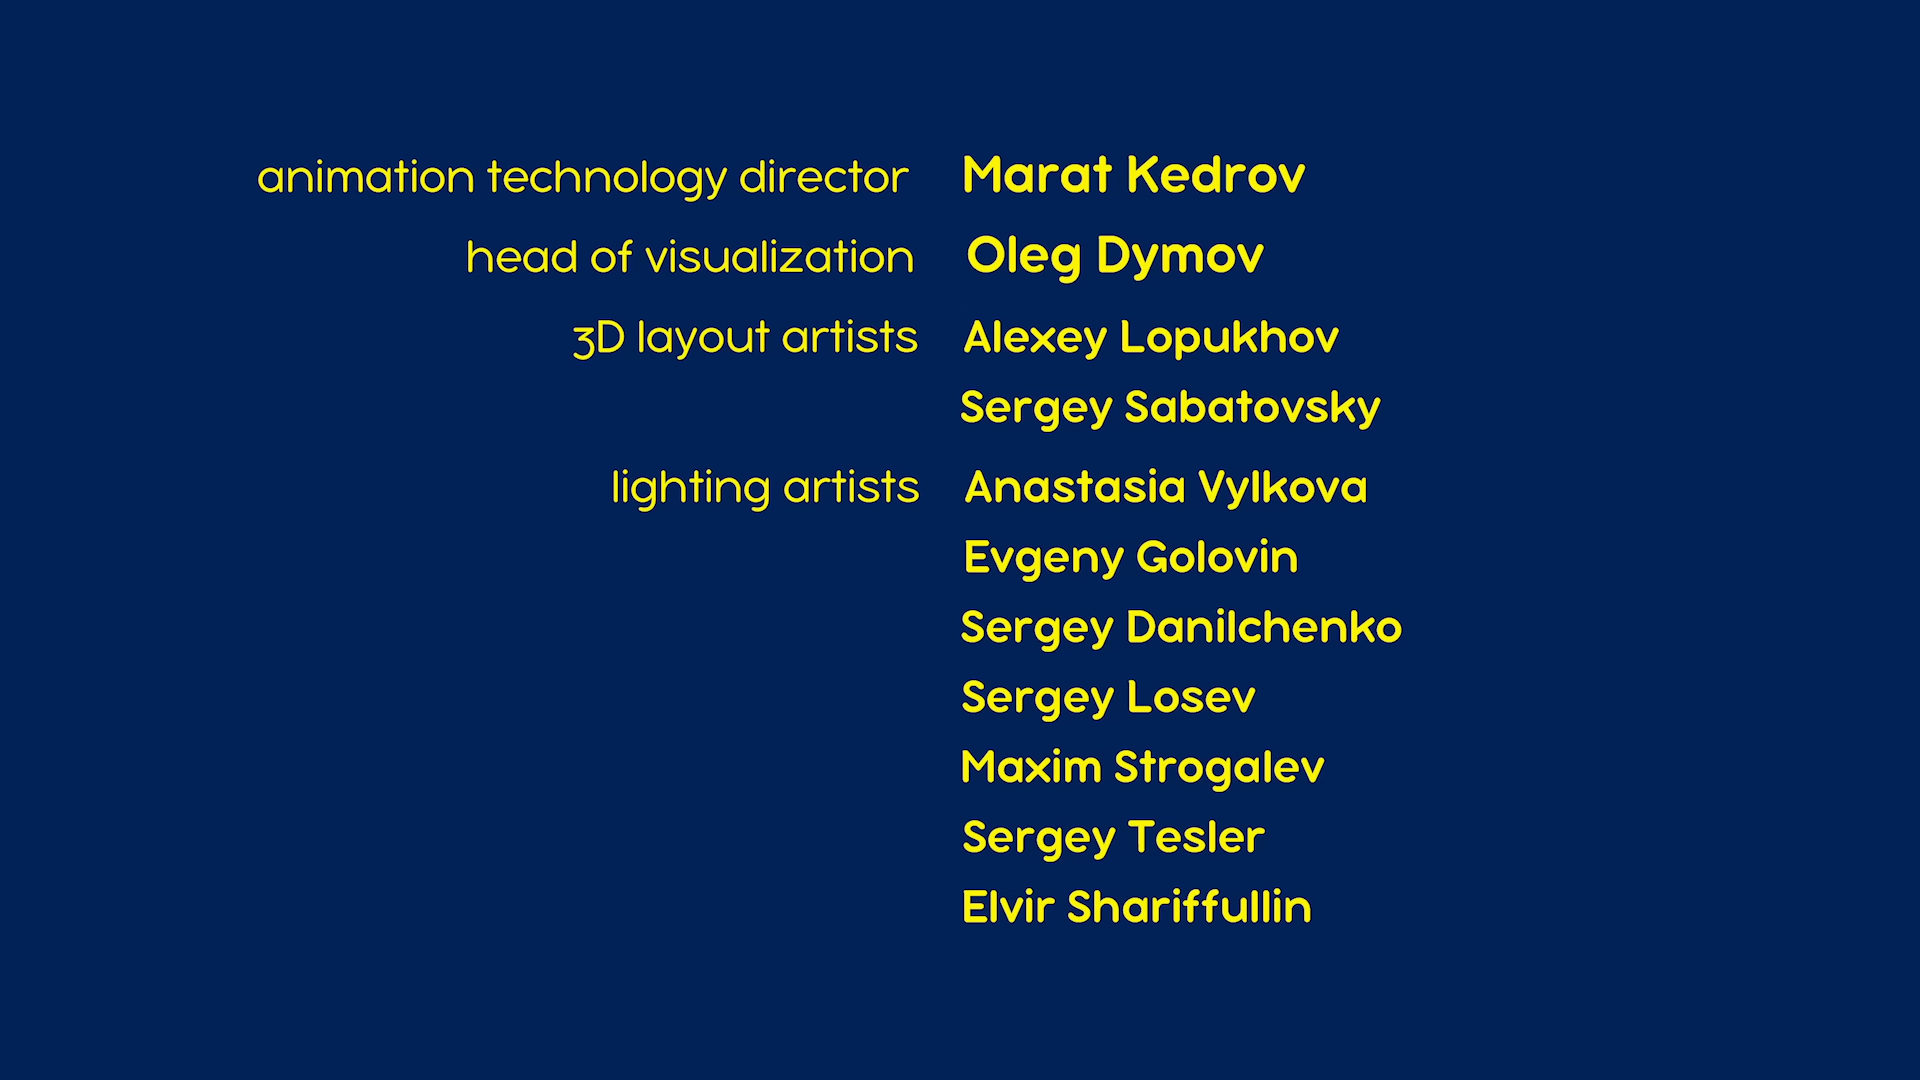 animation technology director Marat Kedrov
head of visualization Oleg Dymov
3D layout artists Alexey Lopukhov
Sergey Sabatovsky
lighting artists Anastasia Vylkova
Evgeny Golovin
Sergey Danilchenko
Sergey Losev
Maxim Strogalev
Sergey Tesler
Elvir Shariffullin